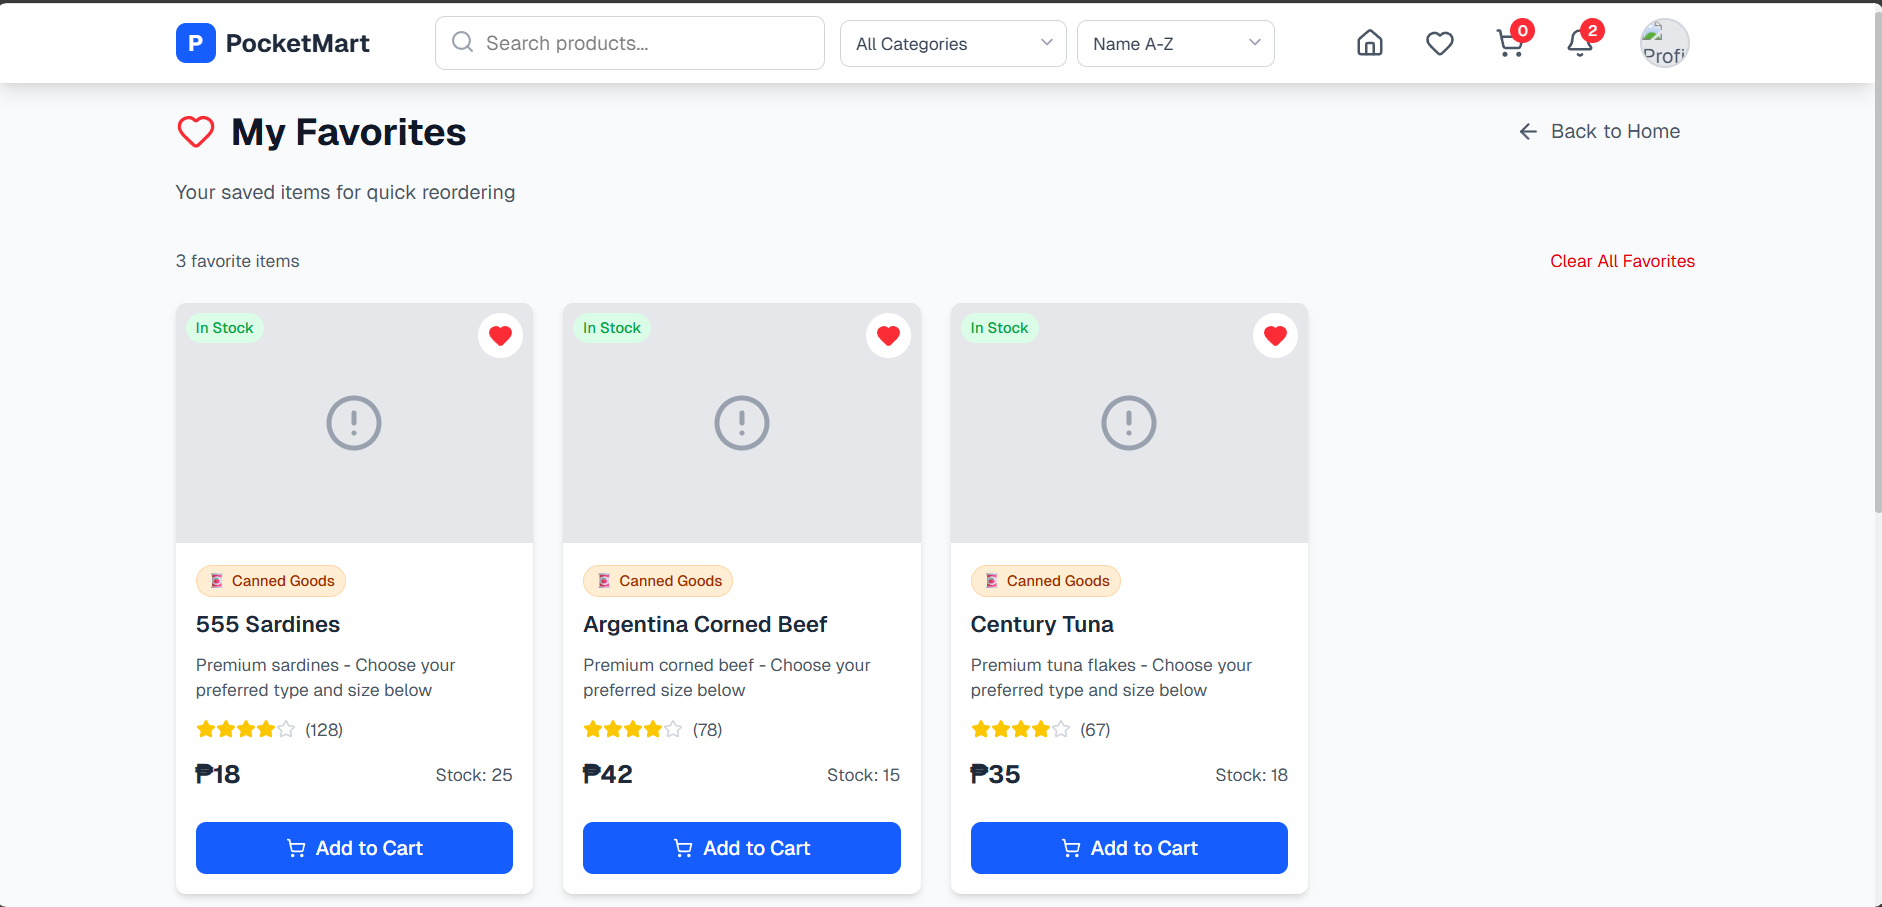 P PocketMart
Search products...
All Categories
Name A-Z
0
2
Profi
My Favorites
Back to Home
Your saved items for quick reordering
3 favorite items
Clear All Favorites
In Stock
In Stock
In Stock
Canned Goods
555 Sardines
Premium sardines - Choose your
preferred type and size below
(128)
₱18
Stock: 25
Add to Cart
Canned Goods
Argentina Corned Beef
Premium corned beef - Choose your
preferred size below
(78)
₱42
Stock: 15
Add to Cart
Canned Goods
Century Tuna
Premium tuna flakes - Choose your
preferred type and size below
(67)
₱35
Stock: 18
Add to Cart